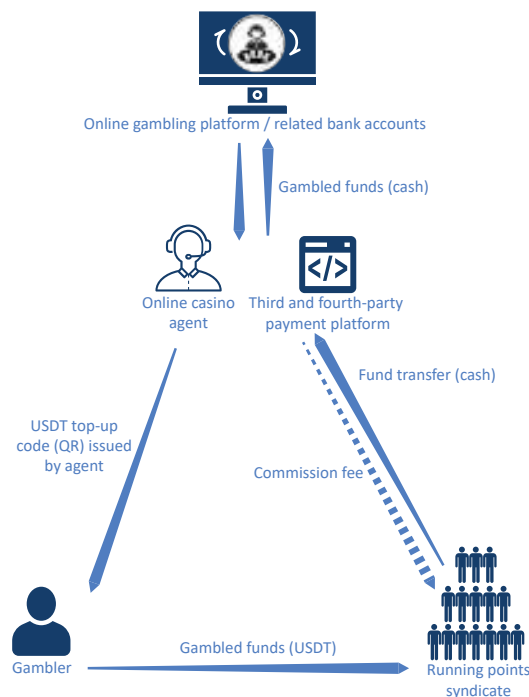 Online gambling platform / related bank accounts
Gambled funds (cash)
</>
Online casino
agent
Third and fourth-party
payment platform
Fund transfer (cash)
USDT top-up
code (QR) issued
by agent
Commission fee
Gambled funds (USDT)
Gambler
Running points
syndicate